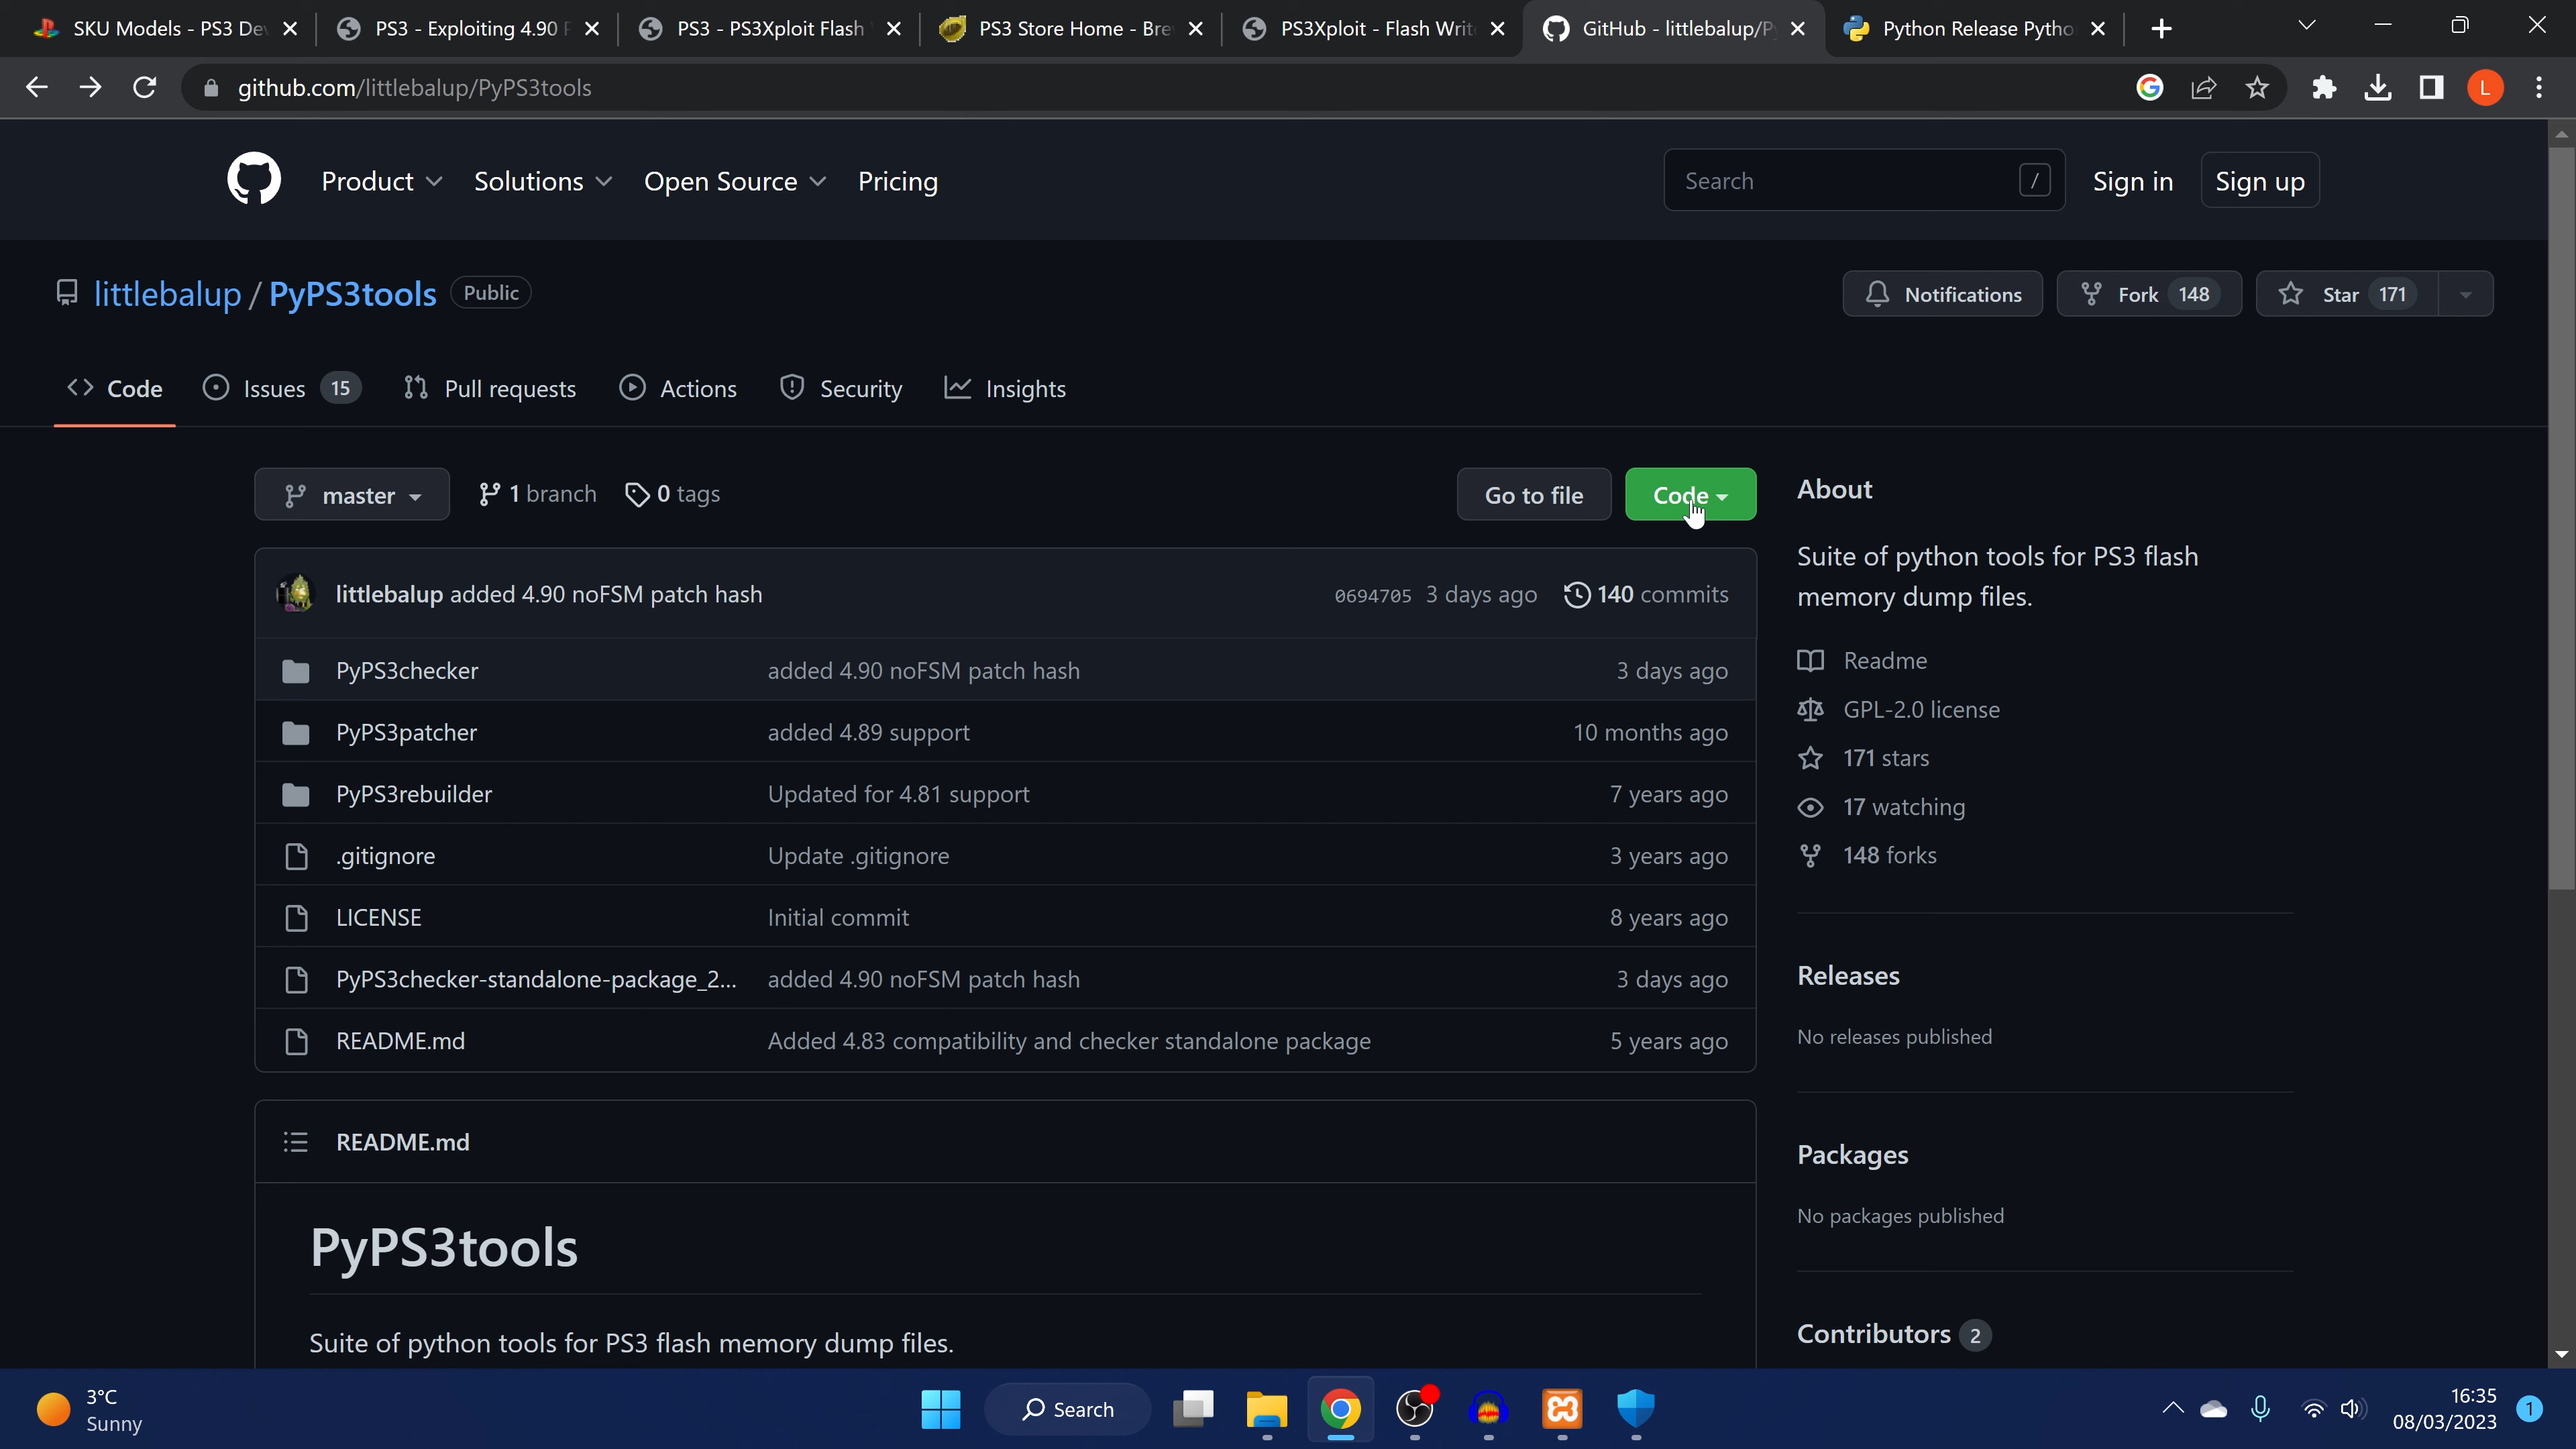 SKU Models - PS3 De
PS3 - Exploiting 4.90
PS3 - PS3Xploit Flash
PS3 Store Home - Bre
PS3Xploit - Flash Writ
GitHub - littlebalup/P
Python Release Pytho
github.com/littlebalup/PyPS3tools
L
Product
Solutions
Open Source
Pricing
Search /
Sign in
Sign up
littlebalup / PyPS3tools Public
Notifications
Fork 148
Star 171
Code
Issues 15
Pull requests
Actions
Security
Insights
master
1 branch
0 tags
Go to file
Code
littlebalup added 4.90 noFSM patch hash 0694705 3 days ago 140 commits
PyPS3checker added 4.90 noFSM patch hash 3 days ago
PyPS3patcher added 4.89 support 10 months ago
PyPS3rebuilder Updated for 4.81 support 7 years ago
.gitignore Update .gitignore 3 years ago
LICENSE Initial commit 8 years ago
PyPS3checker-standalone-package_2... added 4.90 noFSM patch hash 3 days ago
README.md Added 4.83 compatibility and checker standalone package 5 years ago
README.md
PyPS3tools
Suite of python tools for PS3 flash memory dump files.
About
Suite of python tools for PS3 flash
memory dump files.
Readme
GPL-2.0 license
171 stars
17 watching
148 forks
Releases
No releases published
Packages
No packages published
Contributors 2
3°C
Sunny
Search
16:35
08/03/2023
1